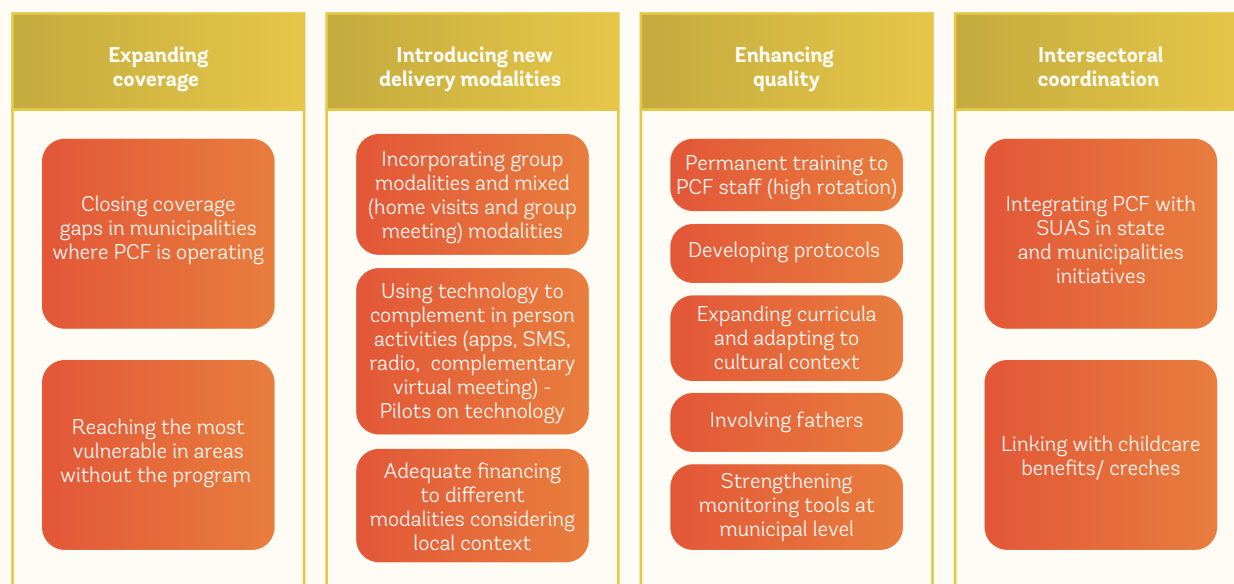 Expanding
coverage
Closing coverage
gaps in municipalities
where PCF is operating
Reaching the most
vulnerable in areas
without the program
Introducing new
delivery modalities
Incorporating group
modalities and mixed
(home visits and group
meeting) modalities
Using technology to
complement in person
activities (apps, SMS,
radio, complementary
virtual meeting) -
Pilots on technology
Adequate financing
to different
modalities considering
local context
Enhancing
quality
Permanent training to
PCF staff (high rotation)
Developing protocols
Expanding curricula
and adapting to
cultural context
Involving fathers
Strengthening
monitoring tools at
municipal level
Intersectoral
coordination
Integrating PCF with
SUAS in state
and municipalities
initiatives
Linking with childcare
benefits/ creches